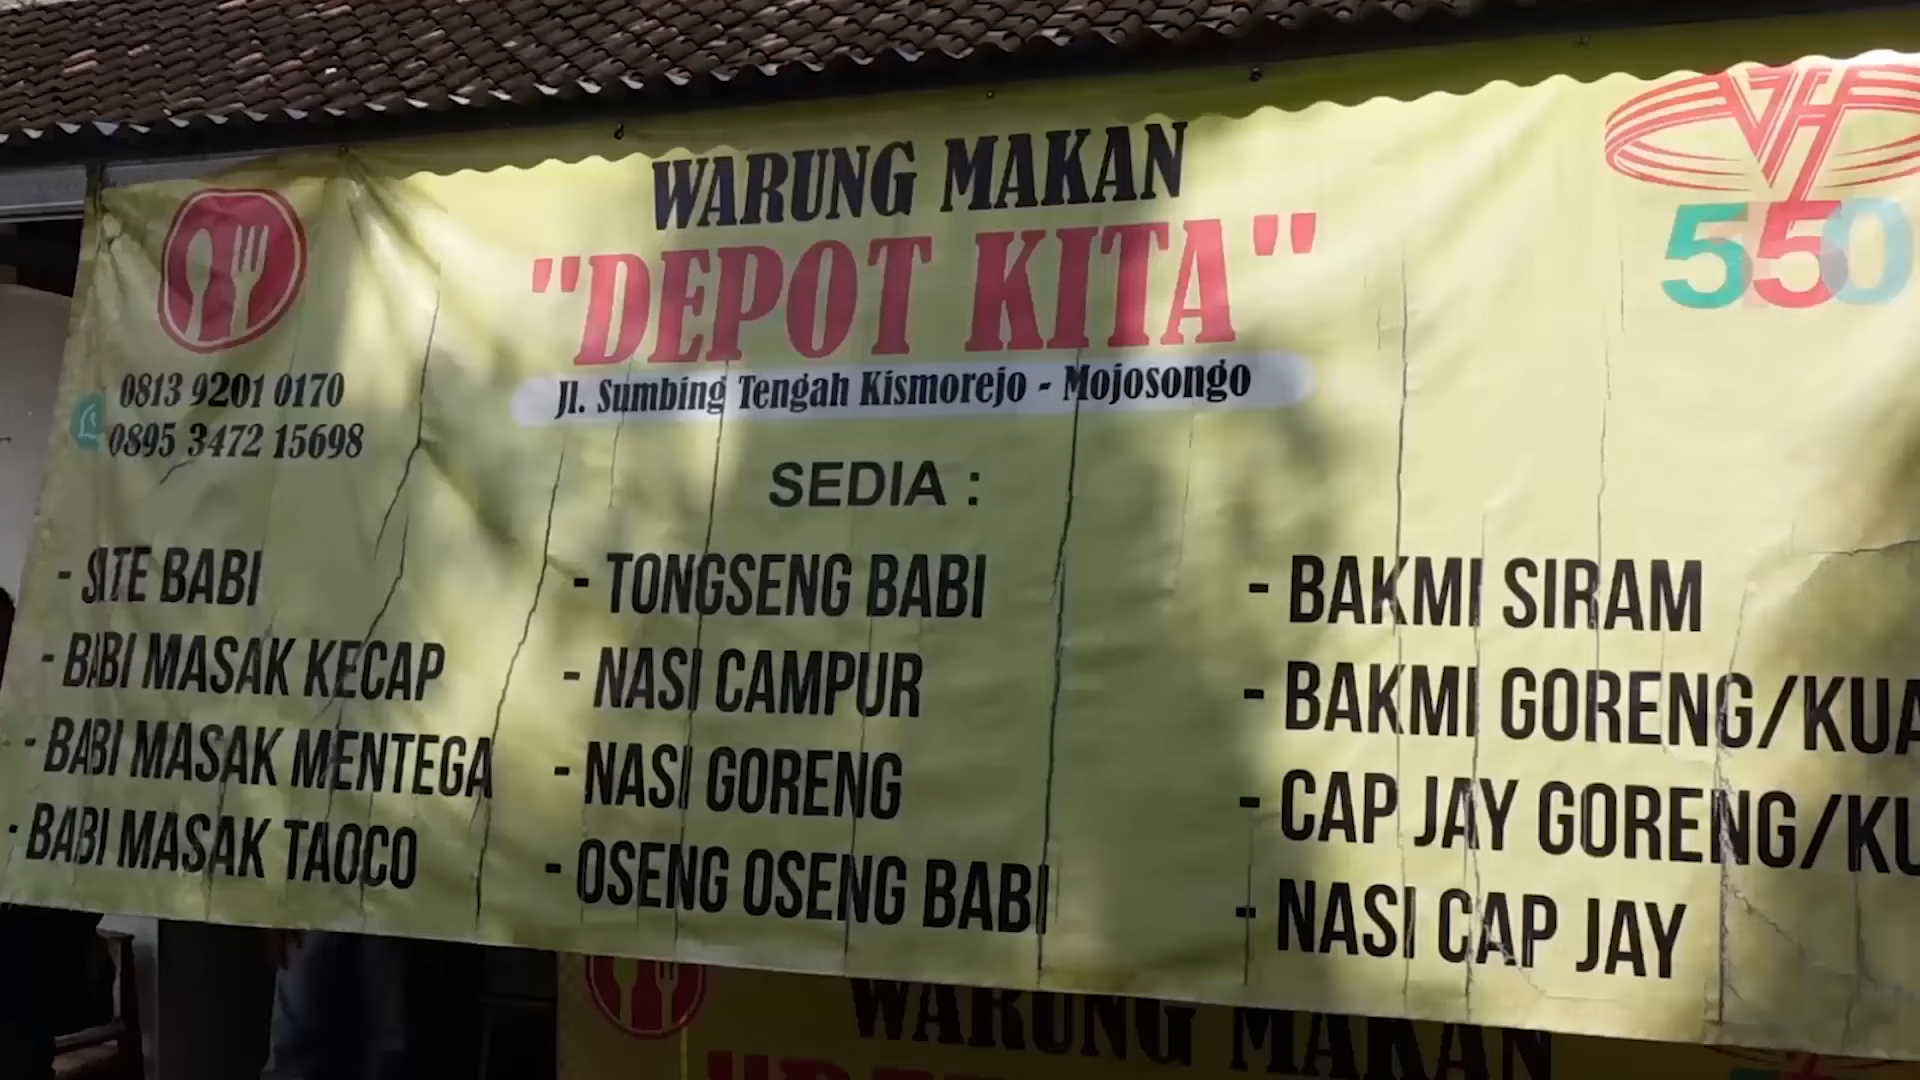 WARUNG MAKAN
"DEPOT KITA"
Jl. Sumbing Tengah Kismorejo - Mojosongo
VH
550
0813 9201 0170
0895 3472 15698
SEDIA :
- SATE BABI
- BABI MASAK KECAP
- BABI MASAK MENTEGA
- BABI MASAK TAOCO
- TONGSENG BABI
- NASI CAMPUR
- NASI GORENG
- OSENG OSENG BABI
- BAKMI SIRAM
- BAKMI GORENG/KUA
- CAP JAY GORENG/KU
- NASI CAP JAY
WARUNG MAKAN